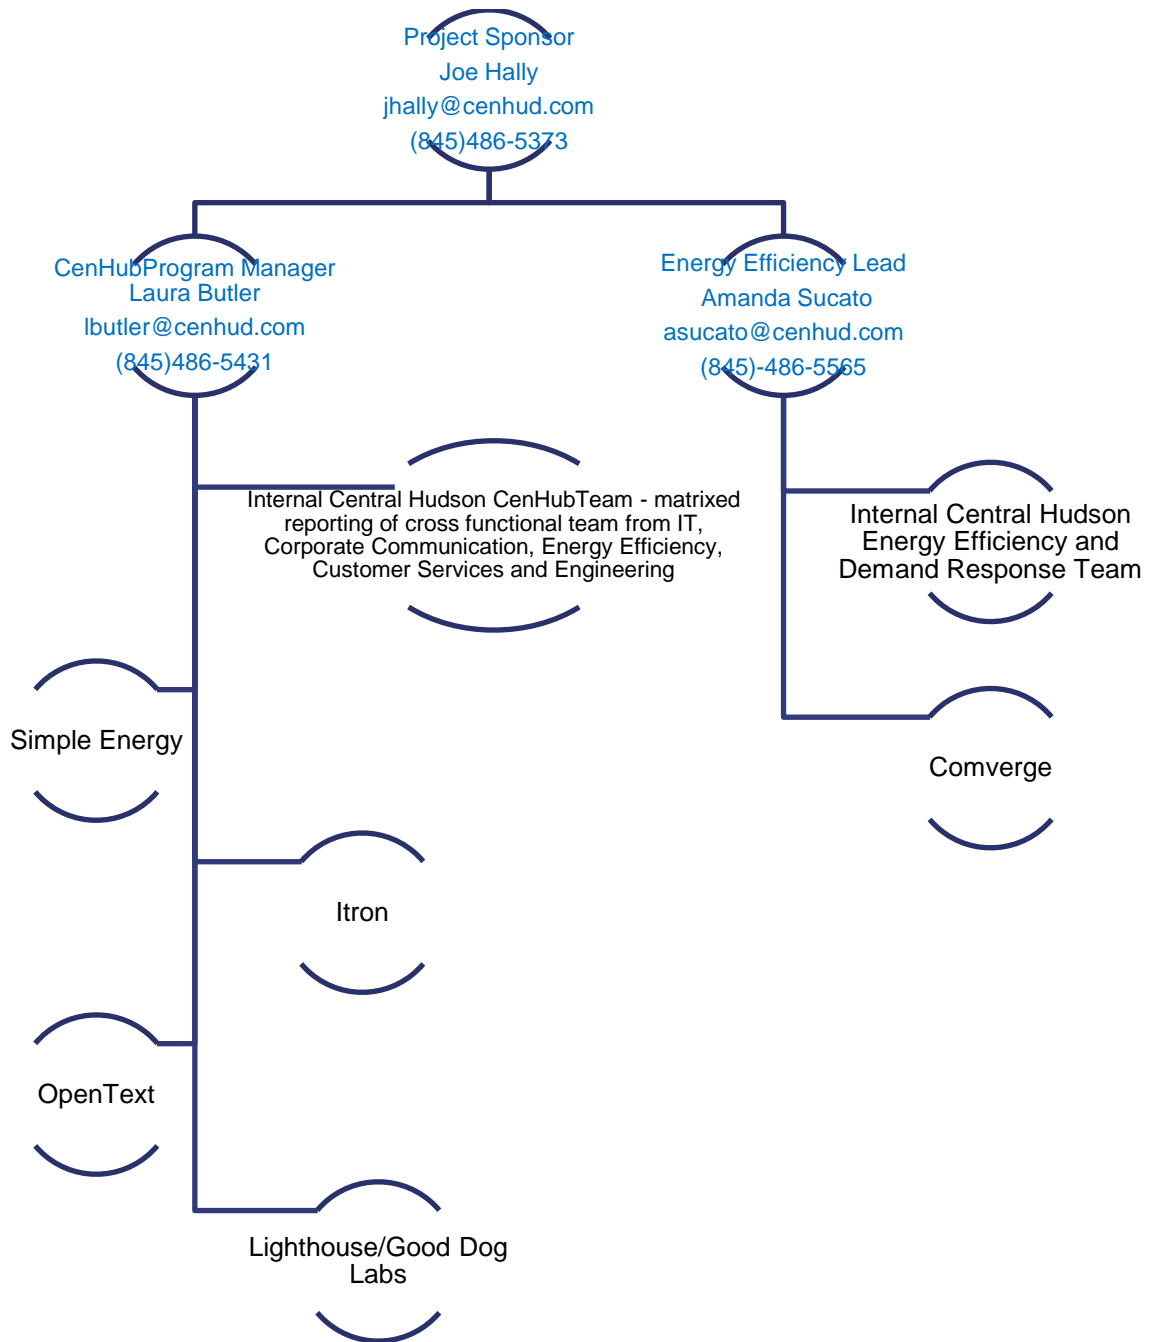 Project Sponsor
Joe Hally
jhally@cenhud.com
(845)486-5373
CenHubProgram Manager
Laura Butler
lbutler@cenhud.com
(845)486-5431
Energy Efficiency Lead
Amanda Sucato
asucato@cenhud.com
(845)-486-5565
Internal Central Hudson CenHubTeam - matrixed
reporting of cross functional team from IT,
Corporate Communication, Energy Efficiency,
Customer Services and Engineering
Internal Central Hudson
Energy Efficiency and
Demand Response Team
Simple Energy
Comverge
Itron
OpenText
Lighthouse/Good Dog
Labs